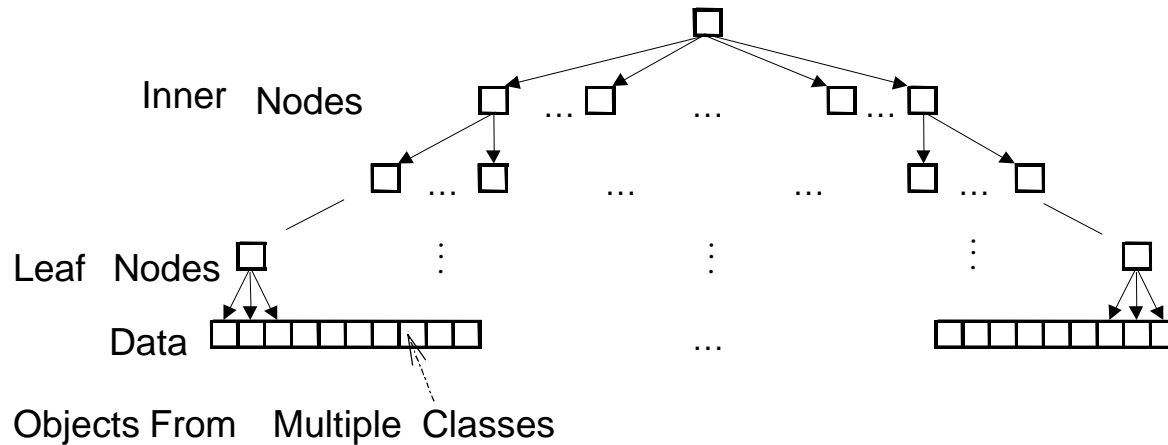 Inner Nodes
... ... ...
... ... ... ...
Leaf Nodes
Data
...
Objects From Multiple Classes